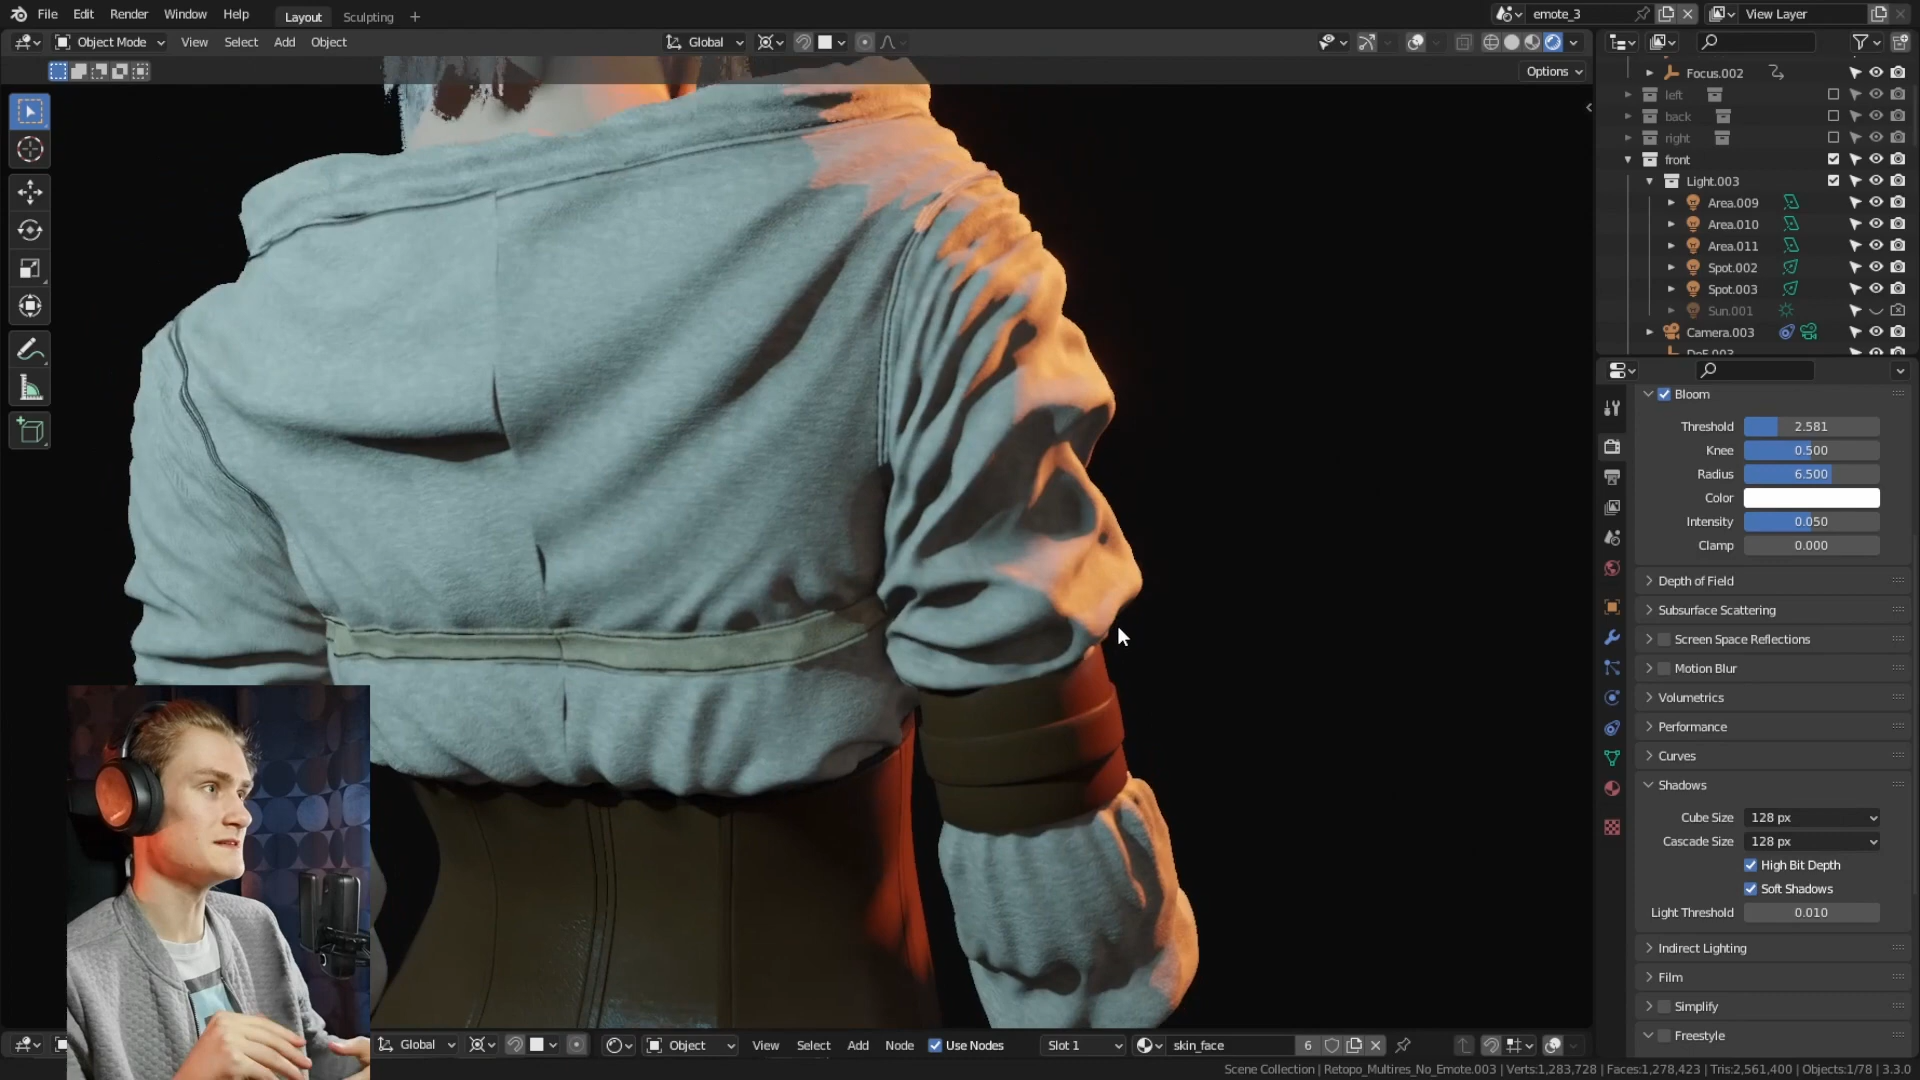 File Edit Render Window Help Layout Sculpting + emote_3 View Layer
Object Mode View Select Add Object Global
Options
Focus.002
left
back
right
front
Light.003
Area.009
Area.010
Area.011
Spot.002
Spot.003
Sun.001
Camera.003
DoF.003
Bloom
Threshold 2.581
Knee 0.500
Radius 6.500
Color
Intensity 0.050
Clamp 0.000
Depth of Field
Subsurface Scattering
Screen Space Reflections
Motion Blur
Volumetrics
Performance
Curves
Shadows
Cube Size 128 px
Cascade Size 128 px
High Bit Depth
Soft Shadows
Light Threshold 0.010
Indirect Lighting
Film
Simplify
Freestyle
Global Object View Select Add Node Use Nodes Slot 1 skin_face 6
Scene Collection | Retopo_Multires_No_Emote.003 | Verts:1,283,728 | Faces:1,278,423 | Tris:2,561,400 | Objects:1/78 | 3.3.0